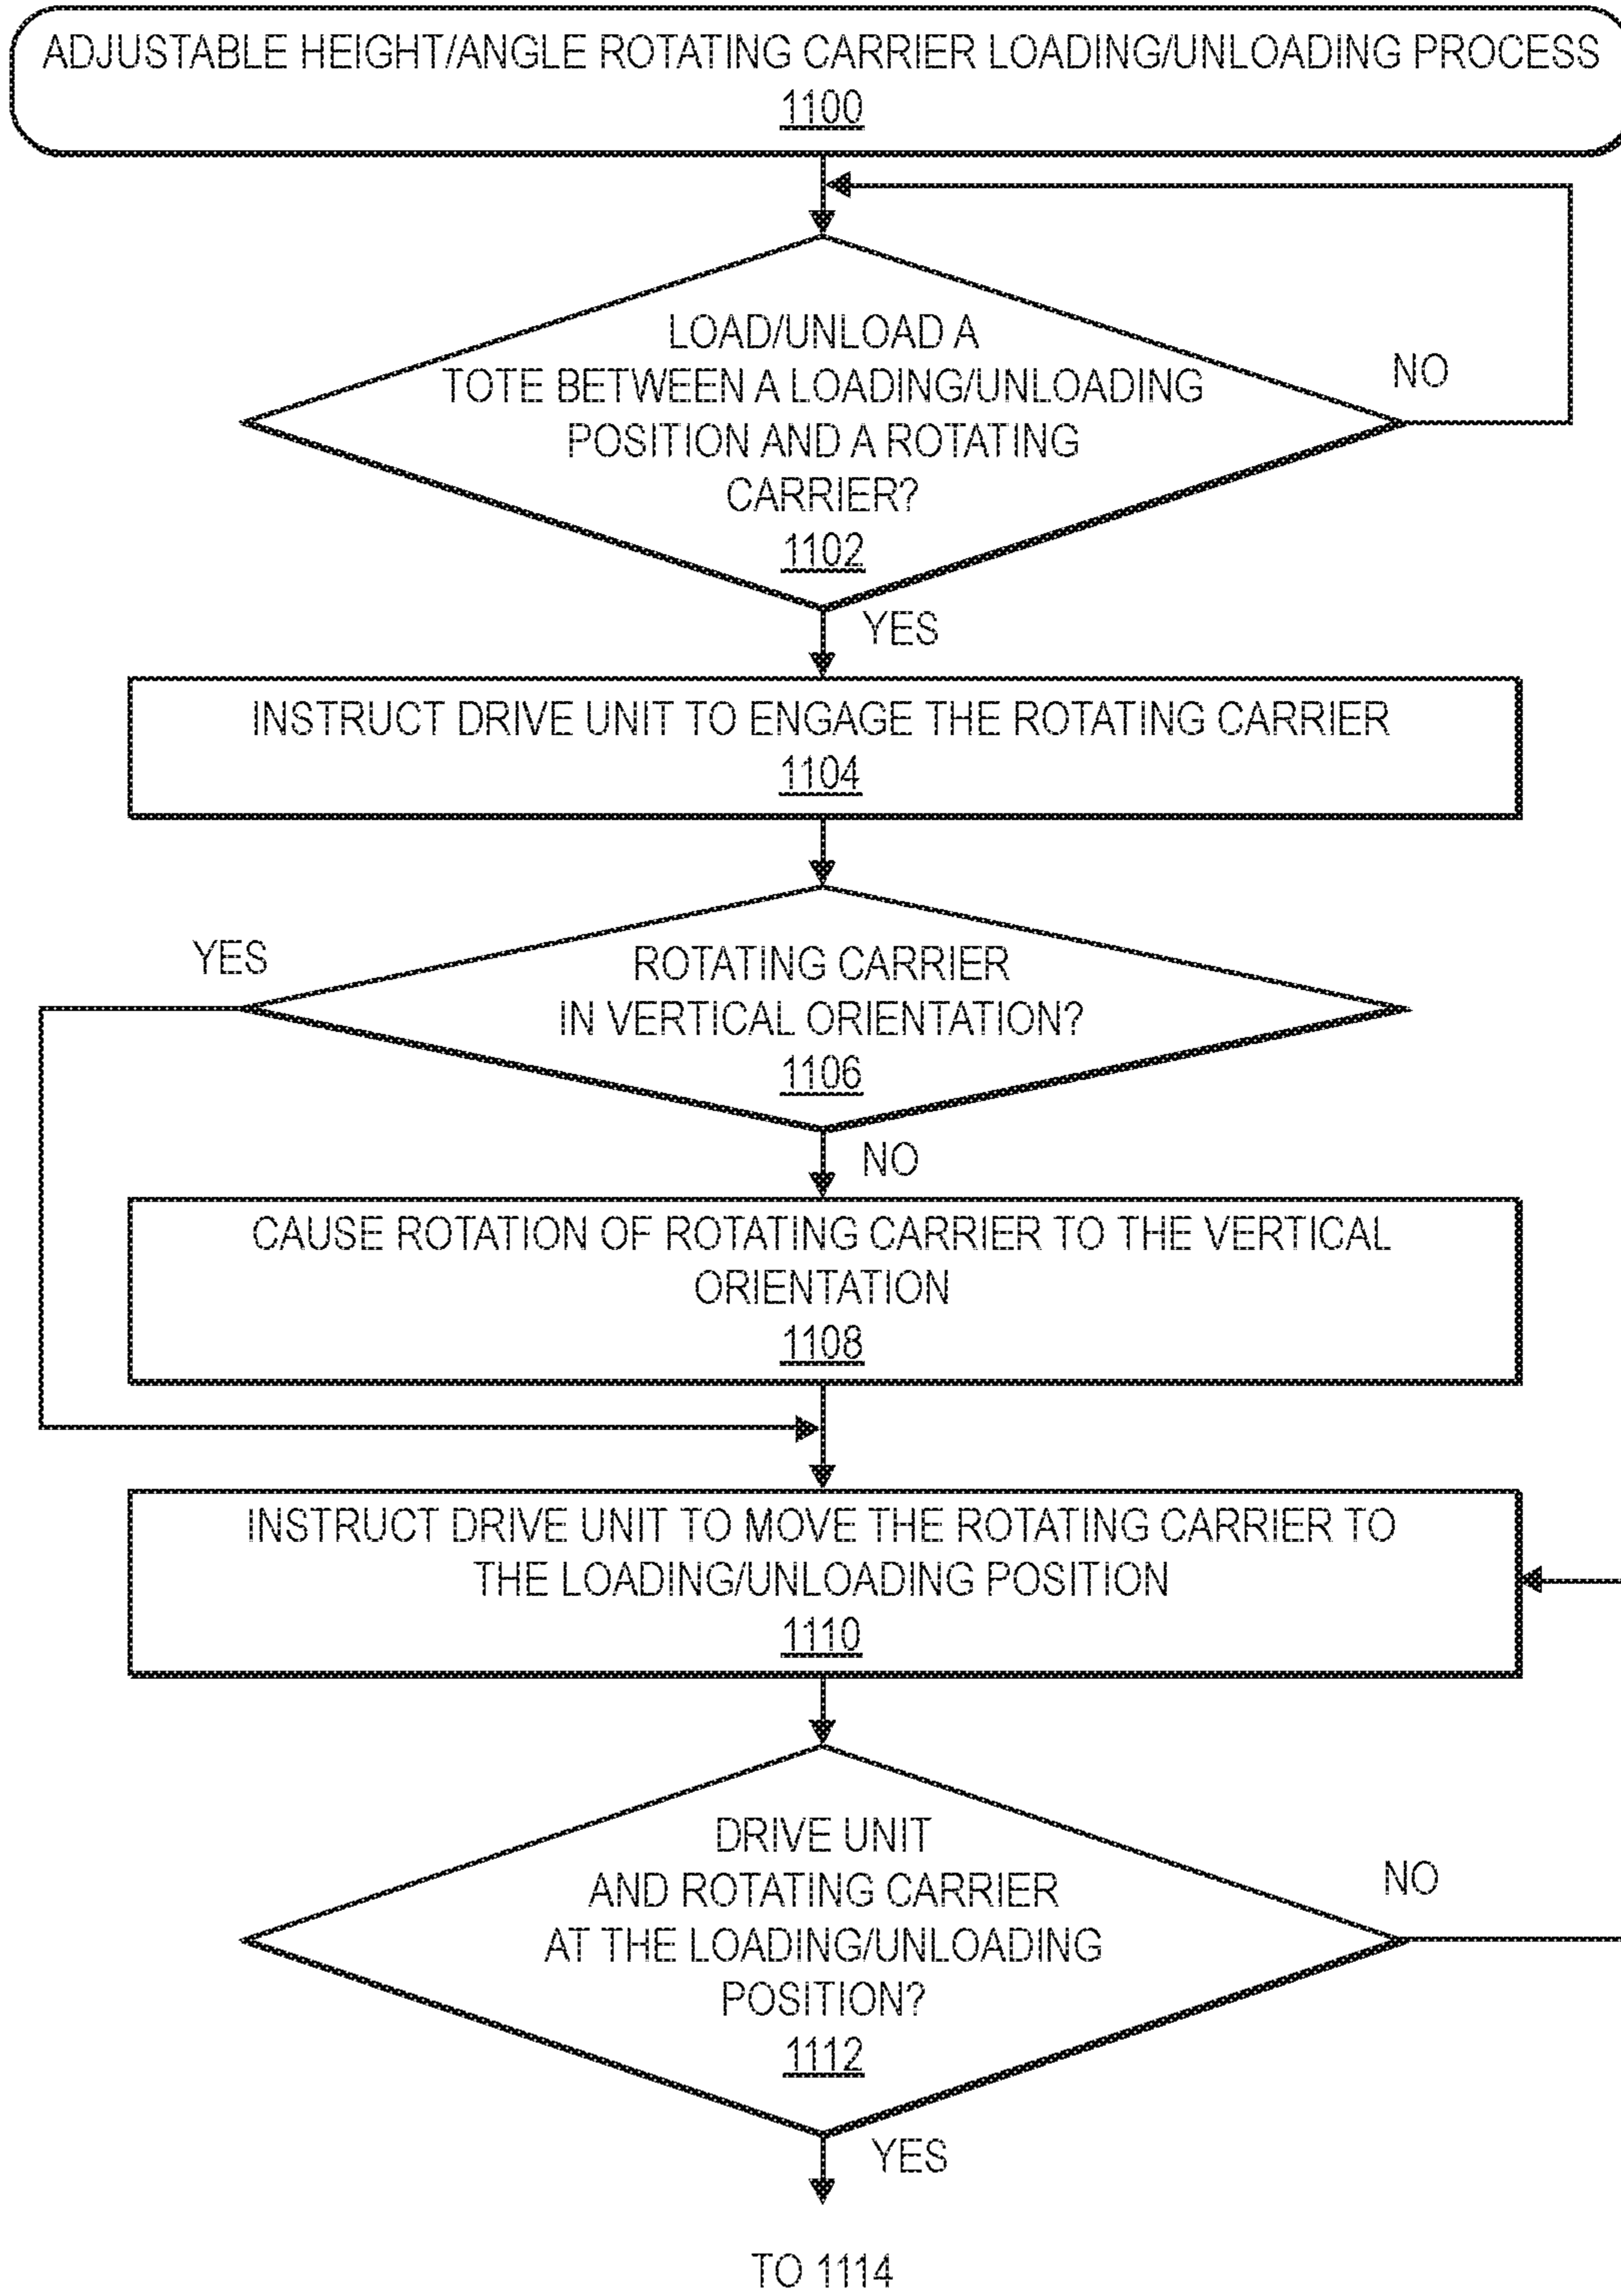 ADJUSTABLE HEIGHT/ANGLE ROTATING CARRIER LOADING/UNLOADING PROCESS
1100
LOAD/UNLOAD A
TOTE BETWEEN A LOADING/UNLOADING
POSITION AND A ROTATING
CARRIER?
1102
NO
YES
INSTRUCT DRIVE UNIT TO ENGAGE THE ROTATING CARRIER
1104
YES
ROTATING CARRIER
IN VERTICAL ORIENTATION?
1106
NO
CAUSE ROTATION OF ROTATING CARRIER TO THE VERTICAL
ORIENTATION
1108
INSTRUCT DRIVE UNIT TO MOVE THE ROTATING CARRIER TO
THE LOADING/UNLOADING POSITION
1110
DRIVE UNIT
AND ROTATING CARRIER
AT THE LOADING/UNLOADING
POSITION?
1112
NO
YES
TO 1114